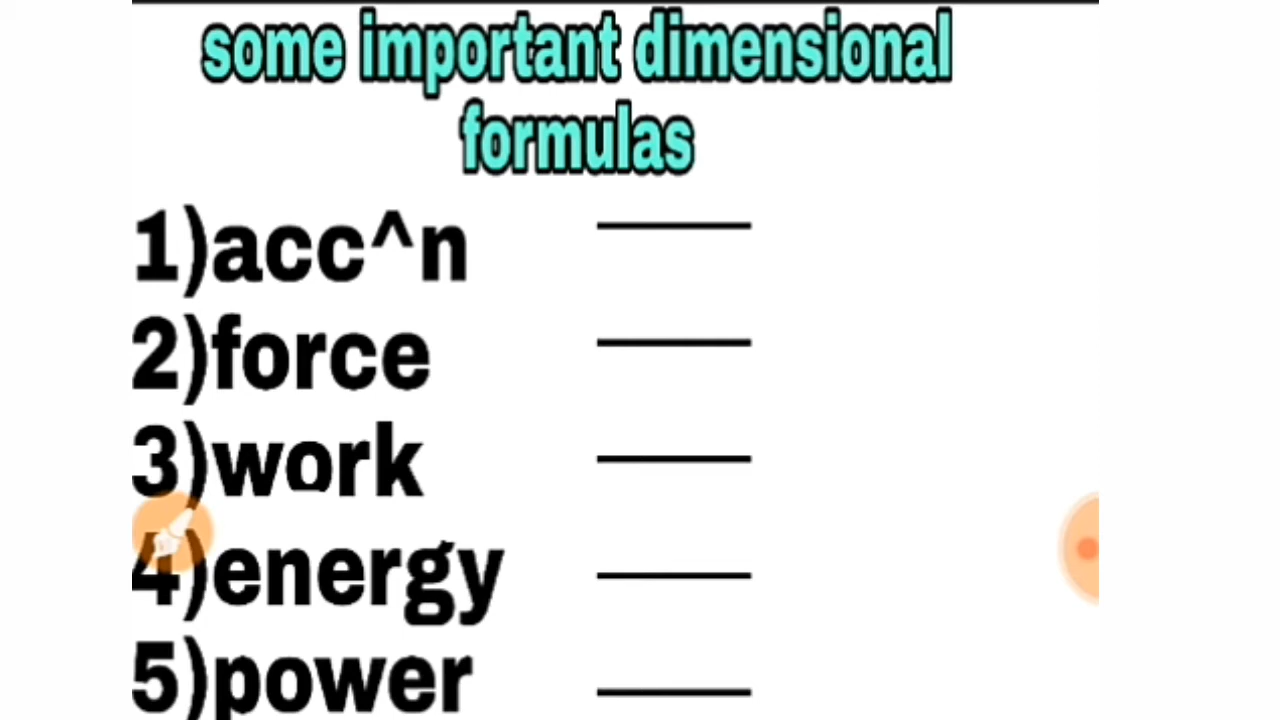 some important dimensional
formulas
1)acc^n
2)force
3)work
4)energy
5)power